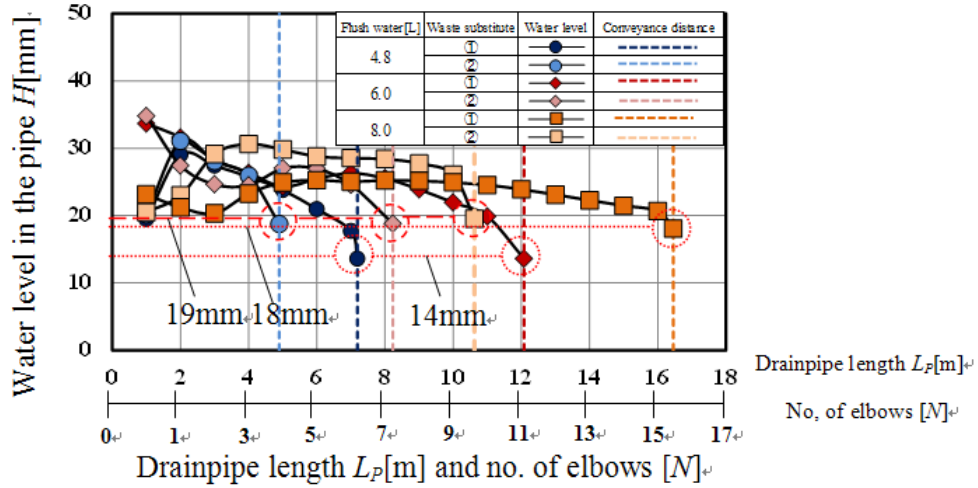 Flush water[L] Waste substitute Water level Conveyance distance
4.8 ①
②
6.0 ①
②
8.0 ①
②
Water level in the pipe H[mm]
50
40
30
20
10
0
19mm↵ 18mm↵ 14mm↵
0 2 4 6 8 10 12 14 16 18
Drainpipe length LP[m]↵
0↵ 1↵ 3↵ 5↵ 7↵ 9↵ 11↵ 13↵ 15↵ 17↵
No, of elbows [N]↵
Drainpipe length LP[m] and no. of elbows [N]↵